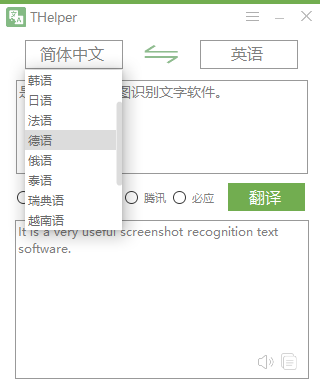 THelper
简体中文
英语
韩语
日语
法语
德语
俄语
泰语
瑞典语
越南语
图识别文字软件。
腾讯
必应
翻译
It is a very useful screenshot recognition text
software.